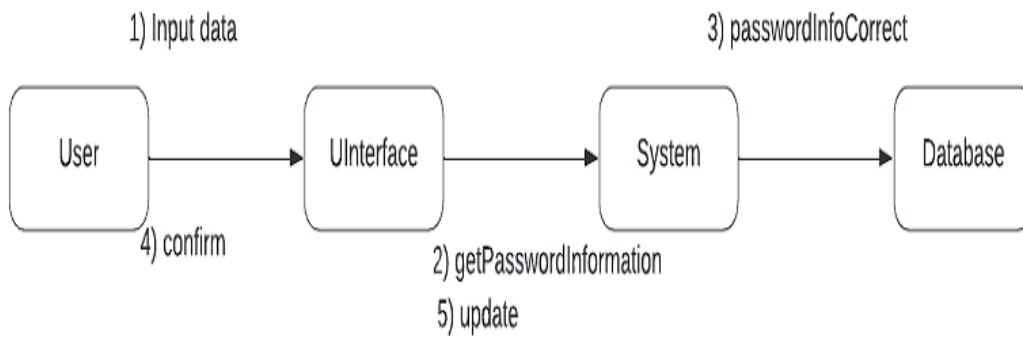 1) Input data
3) passwordInfoCorrect
User
UInterface
System
Database
4) confirm
2) getPasswordInformation
5) update